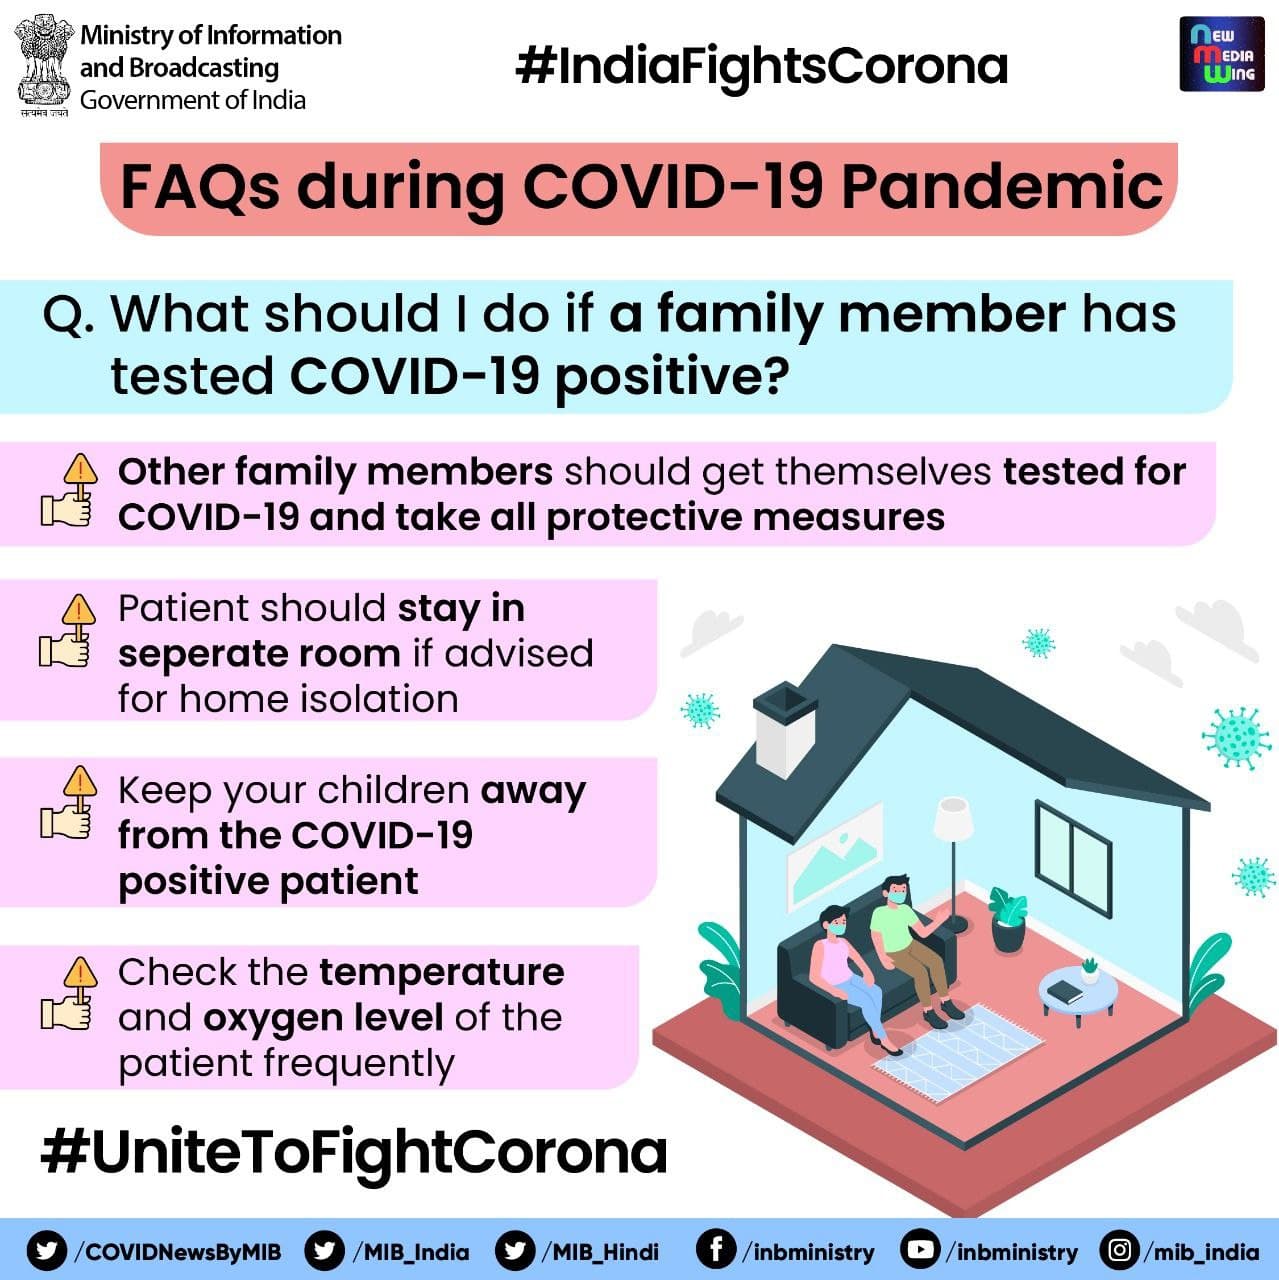 Ministry of Information
and Broadcasting
Government of India
सत्यमेव जयते
#IndiaFightsCorona
NEW
MEDIA
WING
FAQs during COVID-19 Pandemic
Q. What should I do if a family member has
tested COVID-19 positive?
Other family members should get themselves tested for
COVID-19 and take all protective measures
Patient should stay in
seperate room if advised
for home isolation
Keep your children away
from the COVID-19
positive patient
Check the temperature
and oxygen level of the
patient frequently
#UniteToFightCorona
/COVIDNewsByMIB /MIB_India /MIB_Hindi /inbministry /inbministry /mib_india